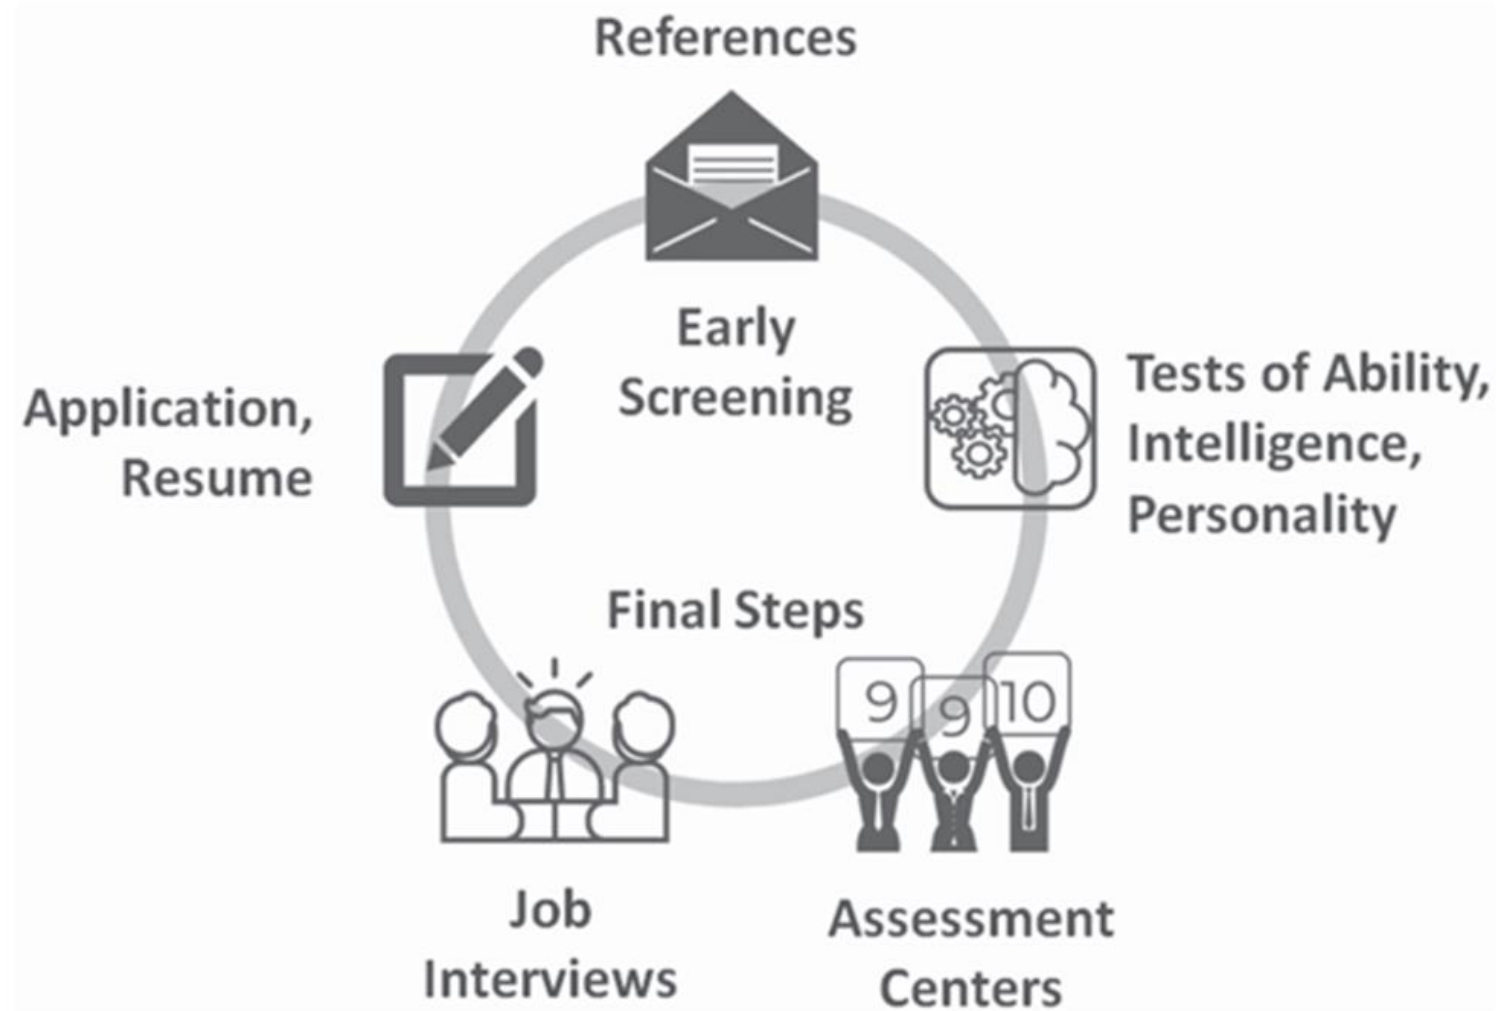 References
Early
Screening
Application,
Resume
Tests of Ability,
Intelligence,
Personality
Final Steps
9
9
10
Job
Interviews
Assessment
Centers